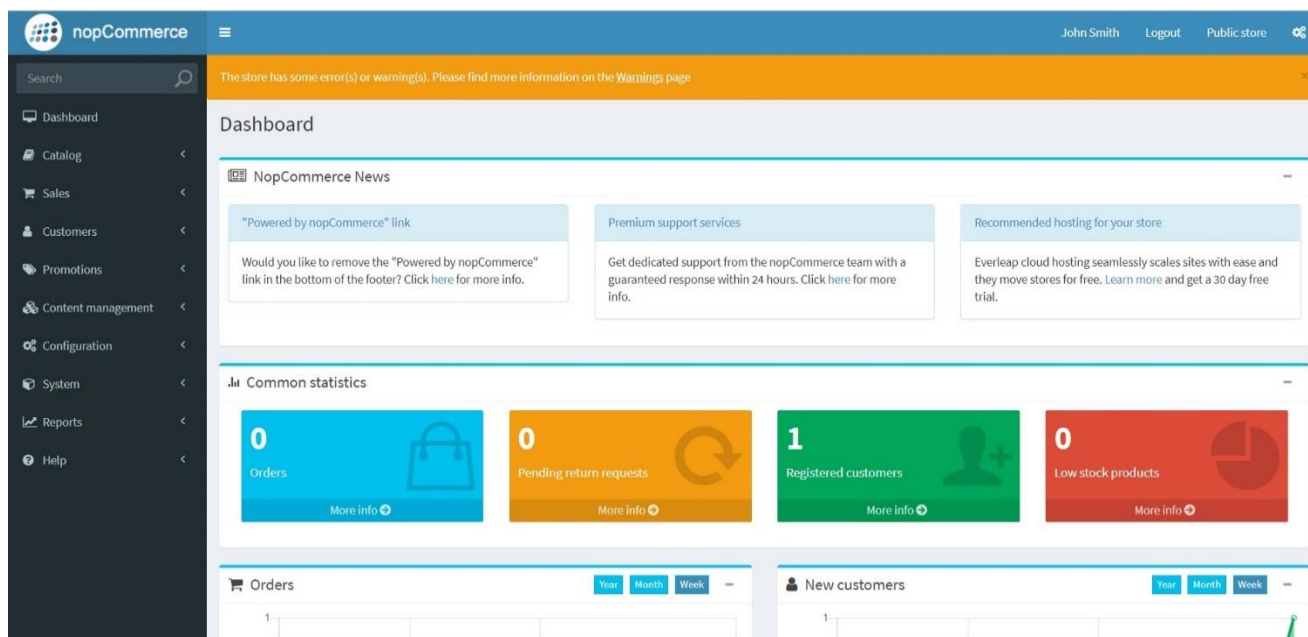 nopCommerce
John Smith Logout Public store
Search
The store has some error(s) or warning(s). Please find more information on the Warnings page
×
Dashboard
Catalog
Sales
Customers
Promotions
Content management
Configuration
System
Reports
Help
Dashboard
NopCommerce News
"Powered by nopCommerce" link
Would you like to remove the "Powered by nopCommerce"
link in the bottom of the footer? Click here for more info.
Premium support services
Get dedicated support from the nopCommerce team with a
guaranteed response within 24 hours. Click here for more
info.
Recommended hosting for your store
Everleap cloud hosting seamlessly scales sites with ease and
they move stores for free. Learn more and get a 30 day free
trial.
Common statistics
0
Orders
More info
0
Pending return requests
More info
1
Registered customers
More info
0
Low stock products
More info
Orders
Year Month Week
1
New customers
Year Month Week
1